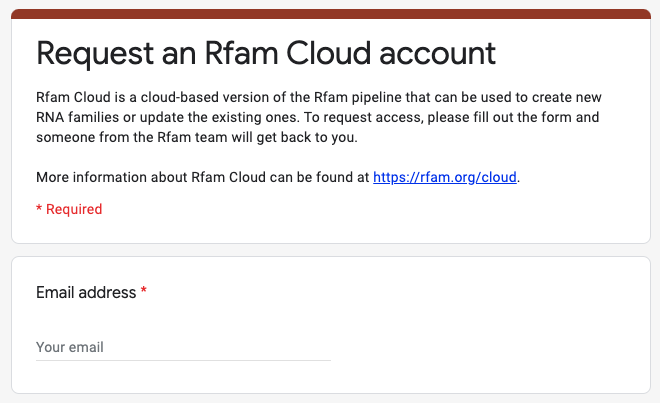 Request an Rfam Cloud account
Rfam Cloud is a cloud-based version of the Rfam pipeline that can be used to create new
RNA families or update the existing ones. To request access, please fill out the form and
someone from the Rfam team will get back to you.
More information about Rfam Cloud can be found at https://rfam.org/cloud.
* Required
Email address *
Your email